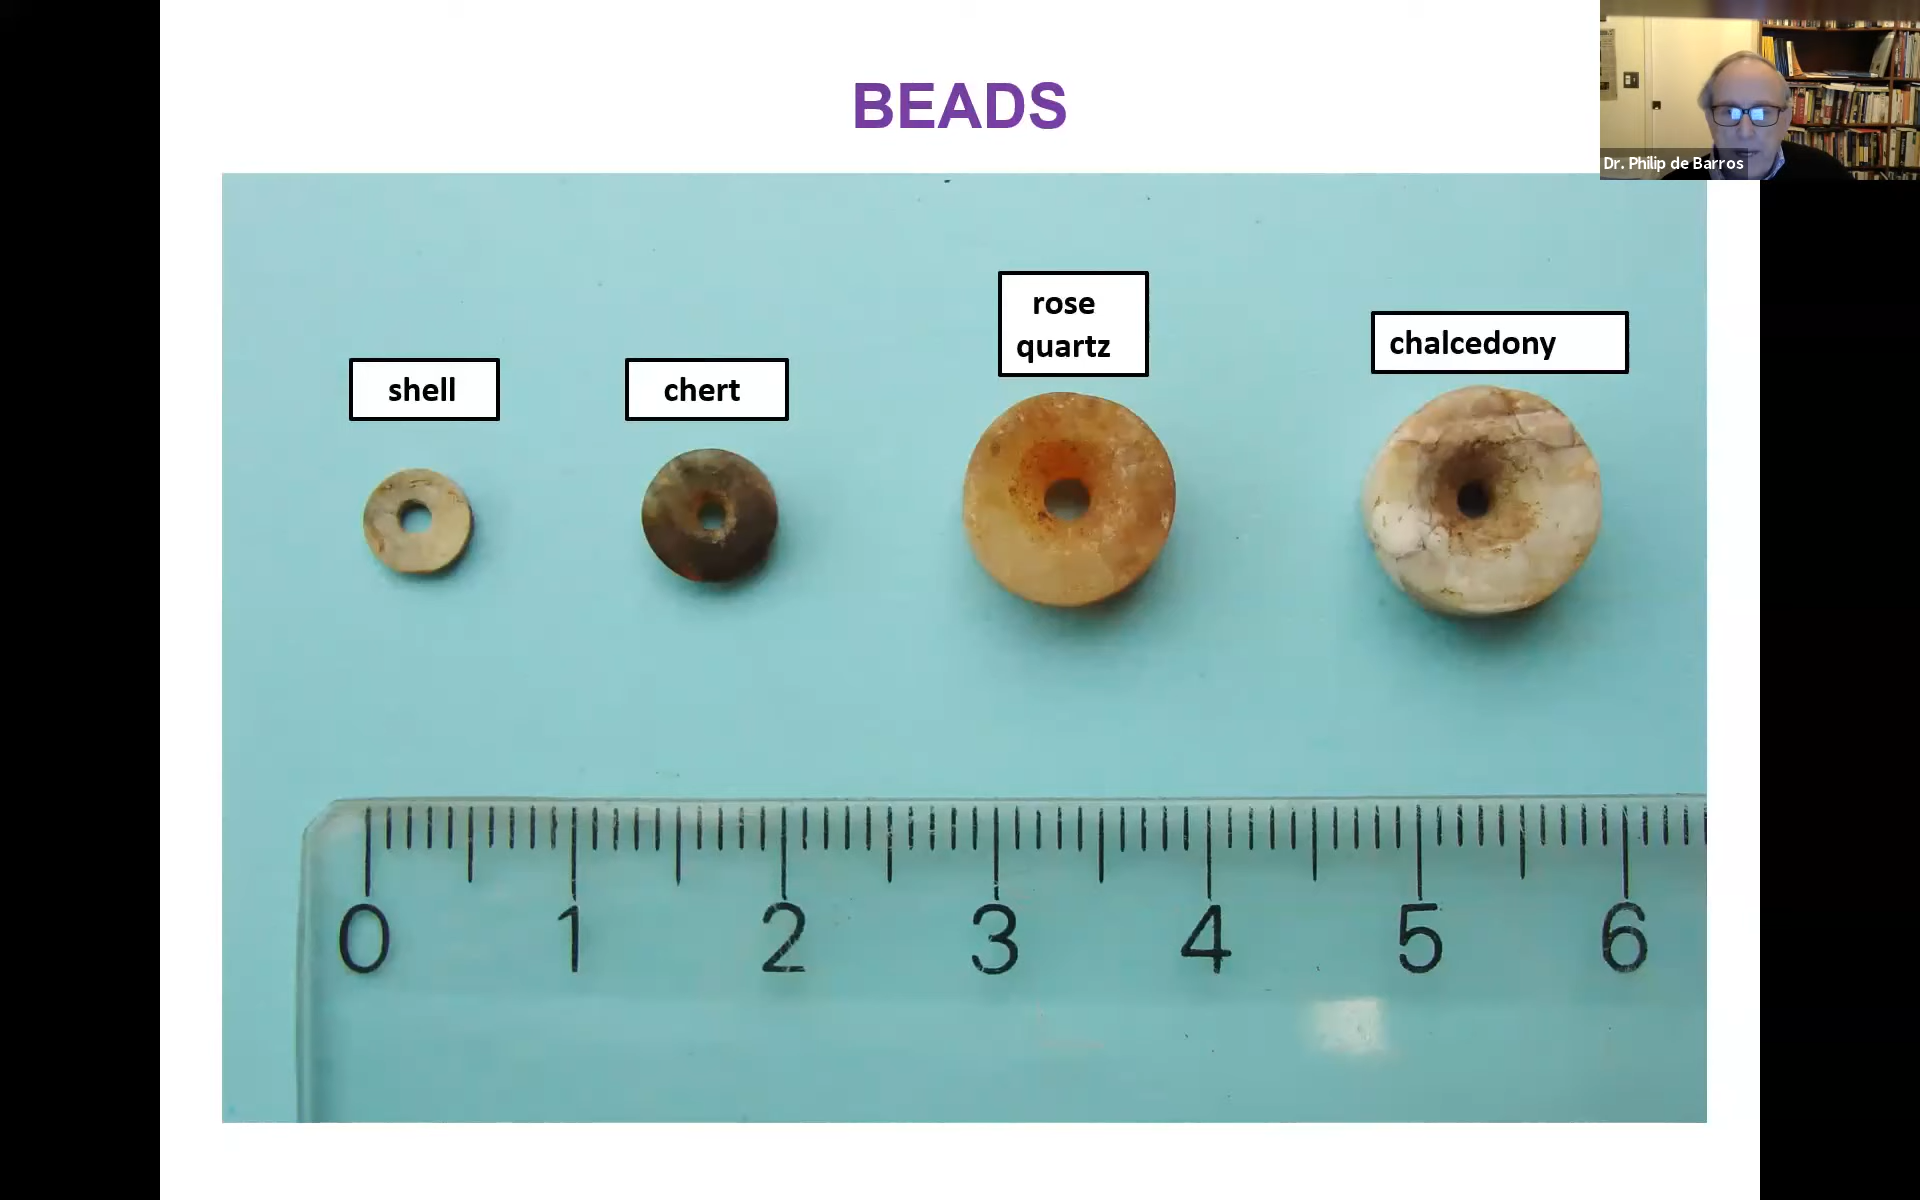 BEADS
Dr. Philip de Barros
rose
quartz
chalcedony
shell
chert
0 1 2 3 4 5 6